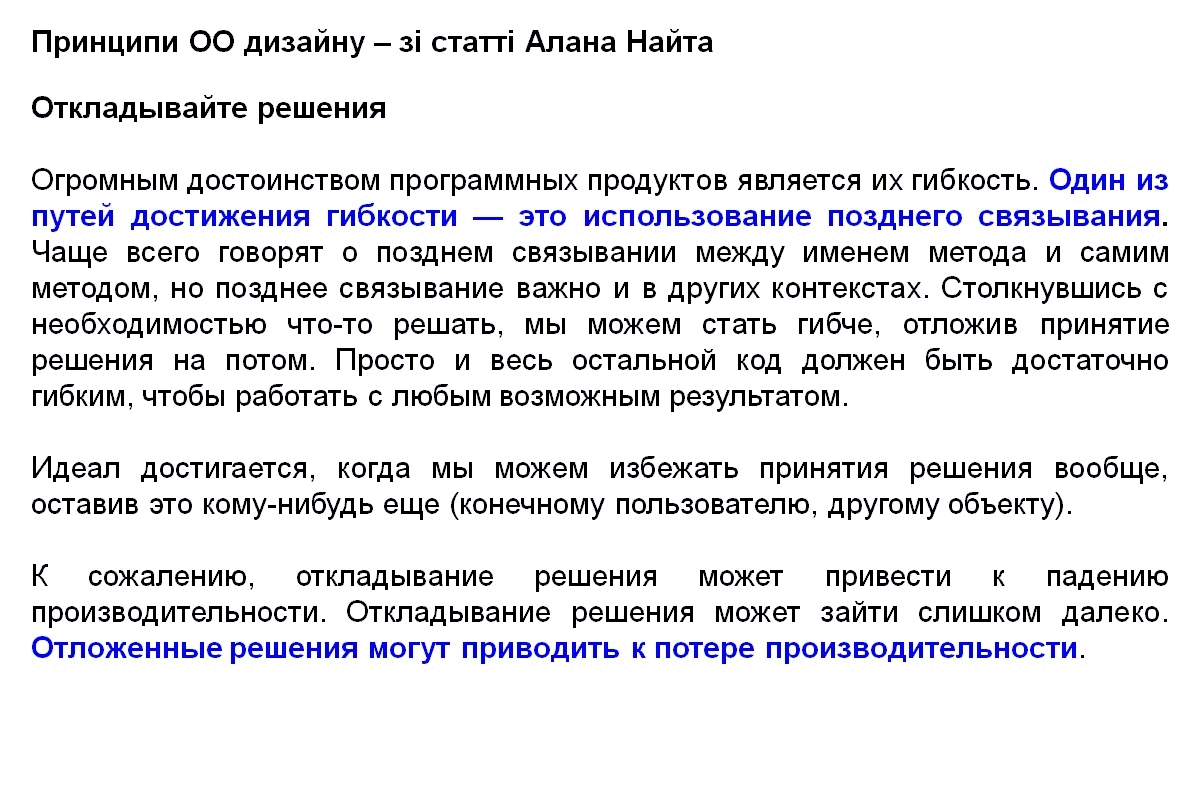 Принципи ОО дизайну – зі статті Алана Найта
Откладывайте решения
Огромным достоинством программных продуктов является их гибкость. Один из
путей достижения гибкости — это использование позднего связывания.
Чаще всего говорят о позднем связывании между именем метода и самим
методом, но позднее связывание важно и в других контекстах. Столкнувшись с
необходимостью что-то решать, мы можем стать гибче, отложив принятие
решения на потом. Просто и весь остальной код должен быть достаточно
гибким, чтобы работать с любым возможным результатом.
Идеал достигается, когда мы можем избежать принятия решения вообще,
оставив это кому-нибудь еще (конечному пользователю, другому объекту).
К сожалению, откладывание решения может привести к падению
производительности. Откладывание решения может зайти слишком далеко.
Отложенные решения могут приводить к потере производительности.